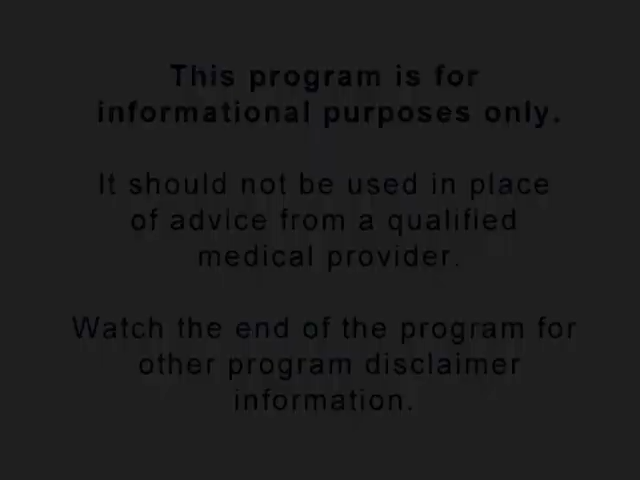 This program is for
informational purposes only.
It should not be used in place
of advice from a qualified
medical provider.
Watch the end of the program for
other program disclaimer
information.